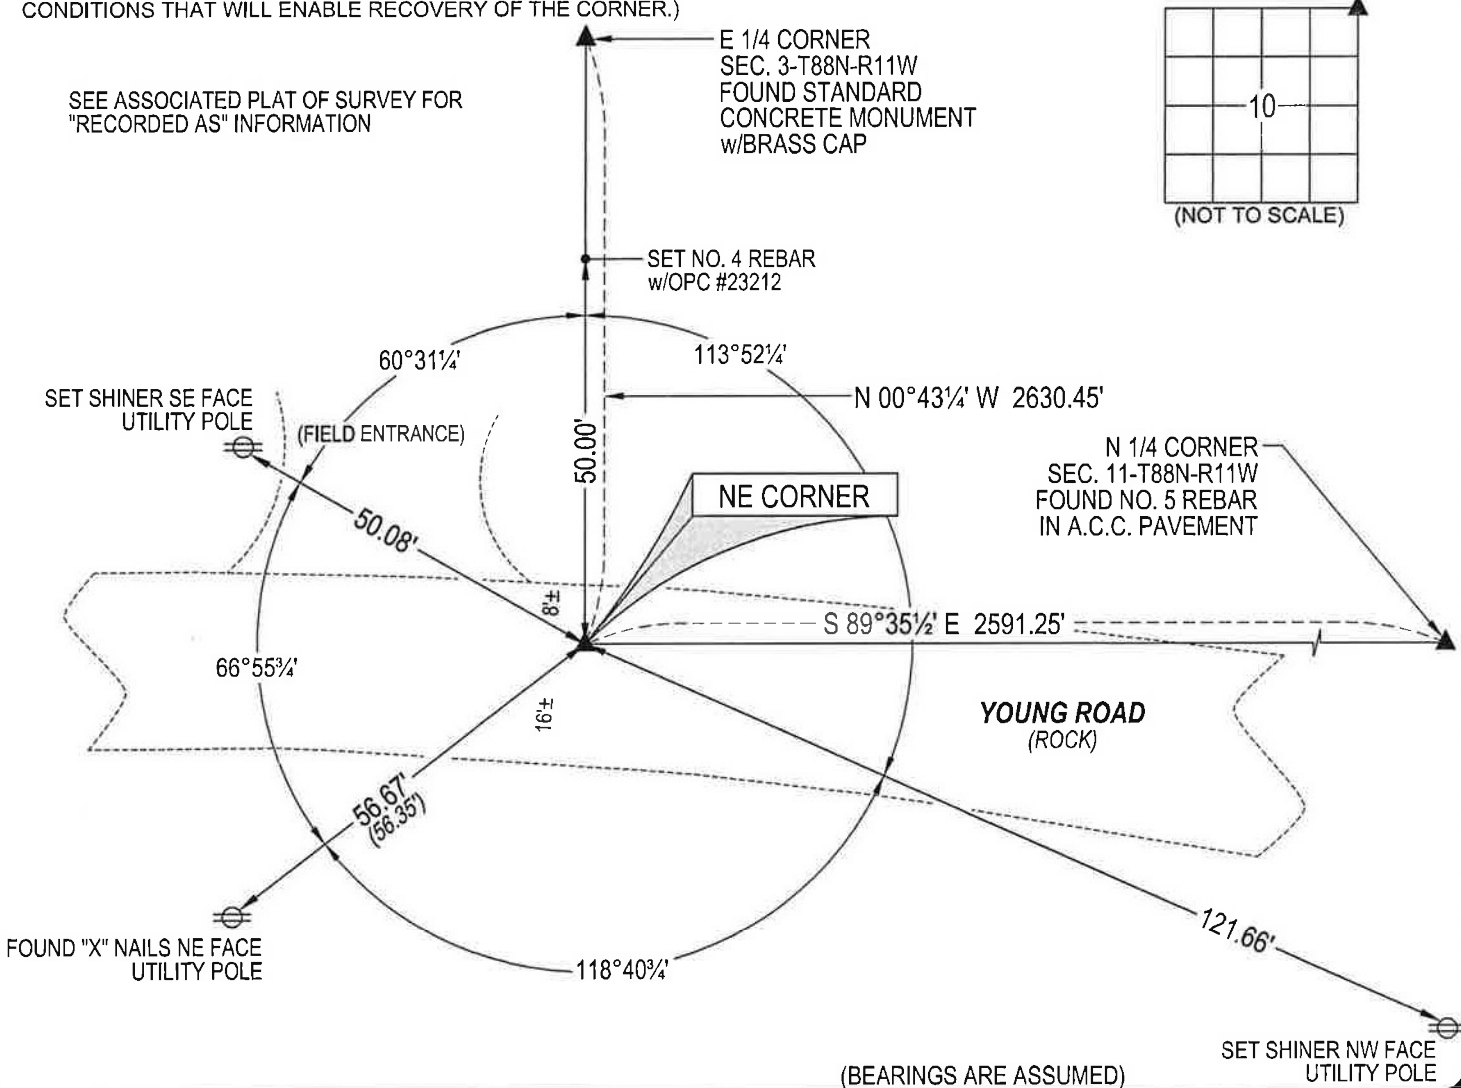 CONDITIONS THAT WILL ENABLE RECOVERY OF THE CORNER.)
E 1/4 CORNER
SEC. 3-T88N-R11W
FOUND STANDARD
CONCRETE MONUMENT
w/BRASS CAP
SEE ASSOCIATED PLAT OF SURVEY FOR
"RECORDED AS" INFORMATION
10
(NOT TO SCALE)
SET NO. 4 REBAR
w/OPC #23212
60°31¼'
113°52¼'
SET SHINER SE FACE
UTILITY POLE
(FIELD ENTRANCE)
50.00'
N 00°43¼' W 2630.45'
N 1/4 CORNER
SEC. 11-T88N-R11W
FOUND NO. 5 REBAR
IN A.C.C. PAVEMENT
NE CORNER
50.08'
8'±
S 89°35½' E 2591.25'
66°55¾'
16'±
YOUNG ROAD
(ROCK)
56.67'
(56.35')
121.66'
FOUND "X" NAILS NE FACE
UTILITY POLE
118°40¾'
SET SHINER NW FACE
UTILITY POLE
(BEARINGS ARE ASSUMED)